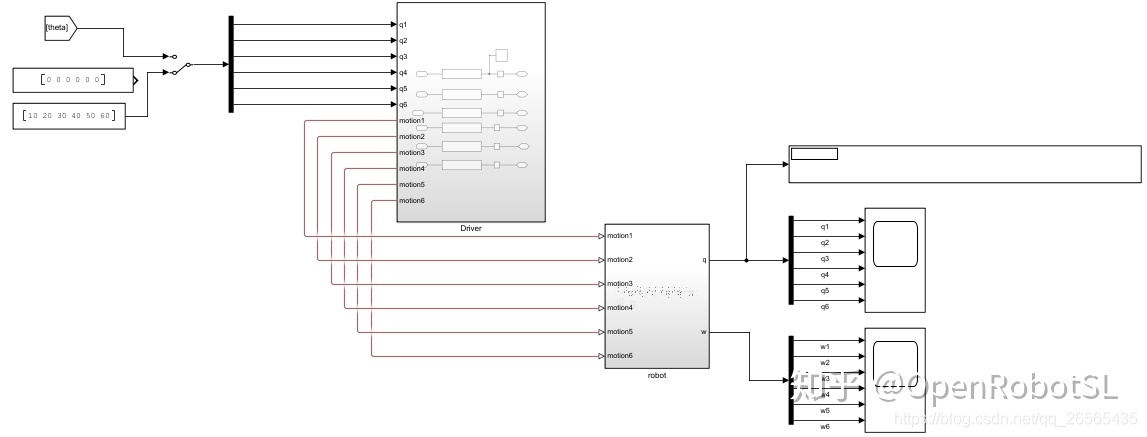 [theta]
[0 0 0 0 0 0]
[10 20 30 40 50 60]
q1
q2
q3
q4
q5
q6
motion1
motion2
motion3
motion4
motion5
motion6
Driver
motion1
motion2
motion3
motion4
motion5
motion6
q
w
robot
q1
q2
q3
q4
q5
q6
w1
w2
w3
w4
w5
w6
知乎 @OpenRobotSL
https://blog.csdn.net/qq_26565435